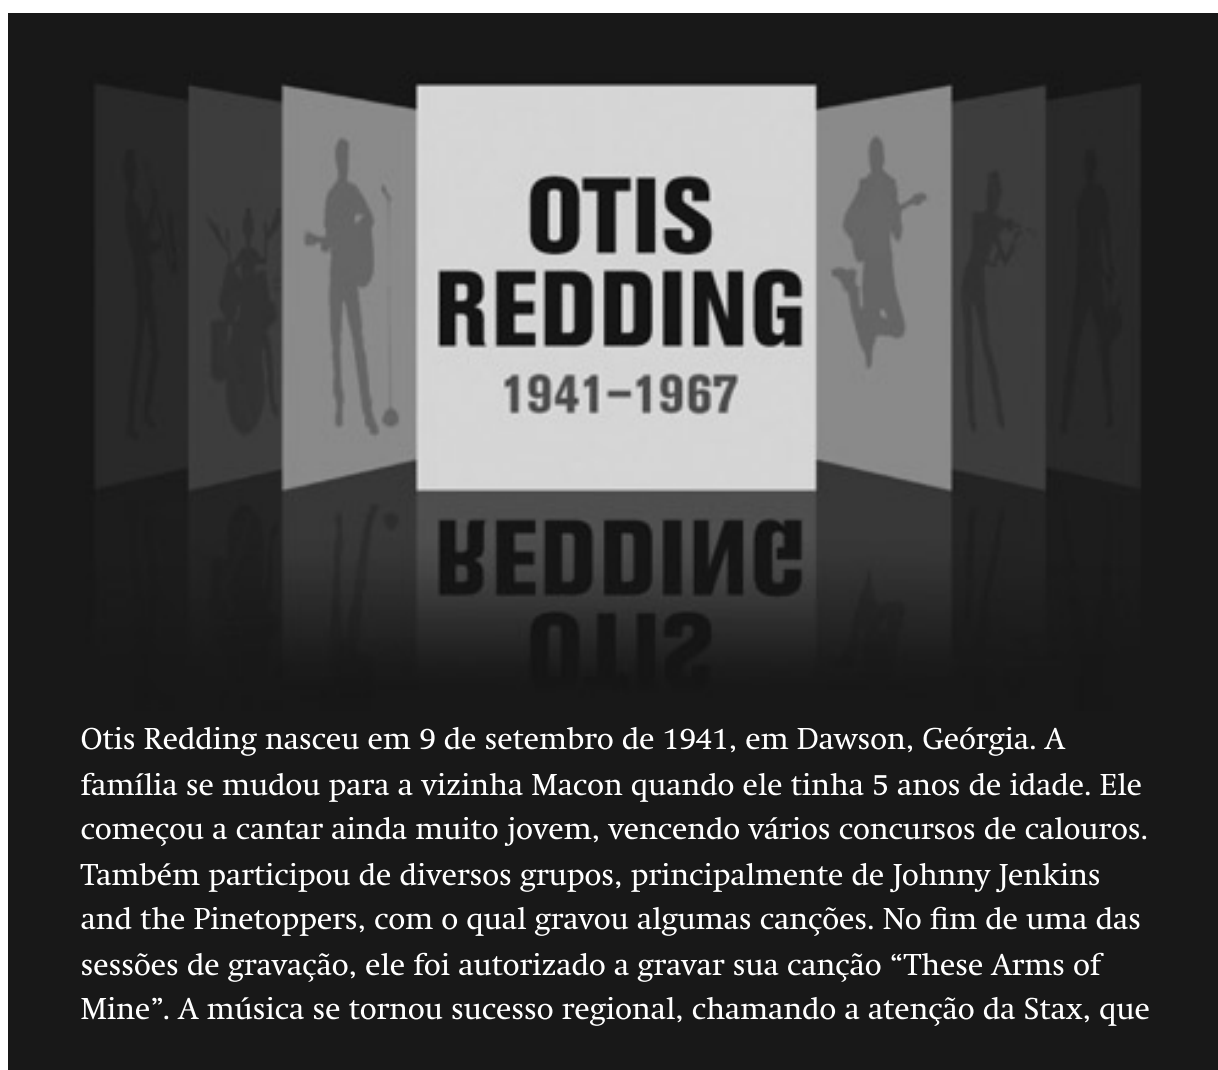 OTIS
REDDING
1941–1967
REDDING
OTIS
Otis Redding nasceu em 9 de setembro de 1941, em Dawson, Geórgia. A
família se mudou para a vizinha Macon quando ele tinha 5 anos de idade. Ele
começou a cantar ainda muito jovem, vencendo vários concursos de calouros.
Também participou de diversos grupos, principalmente de Johnny Jenkins
and the Pinetoppers, com o qual gravou algumas canções. No fim de uma das
sessões de gravação, ele foi autorizado a gravar sua canção “These Arms of
Mine”. A música se tornou sucesso regional, chamando a atenção da Stax, que